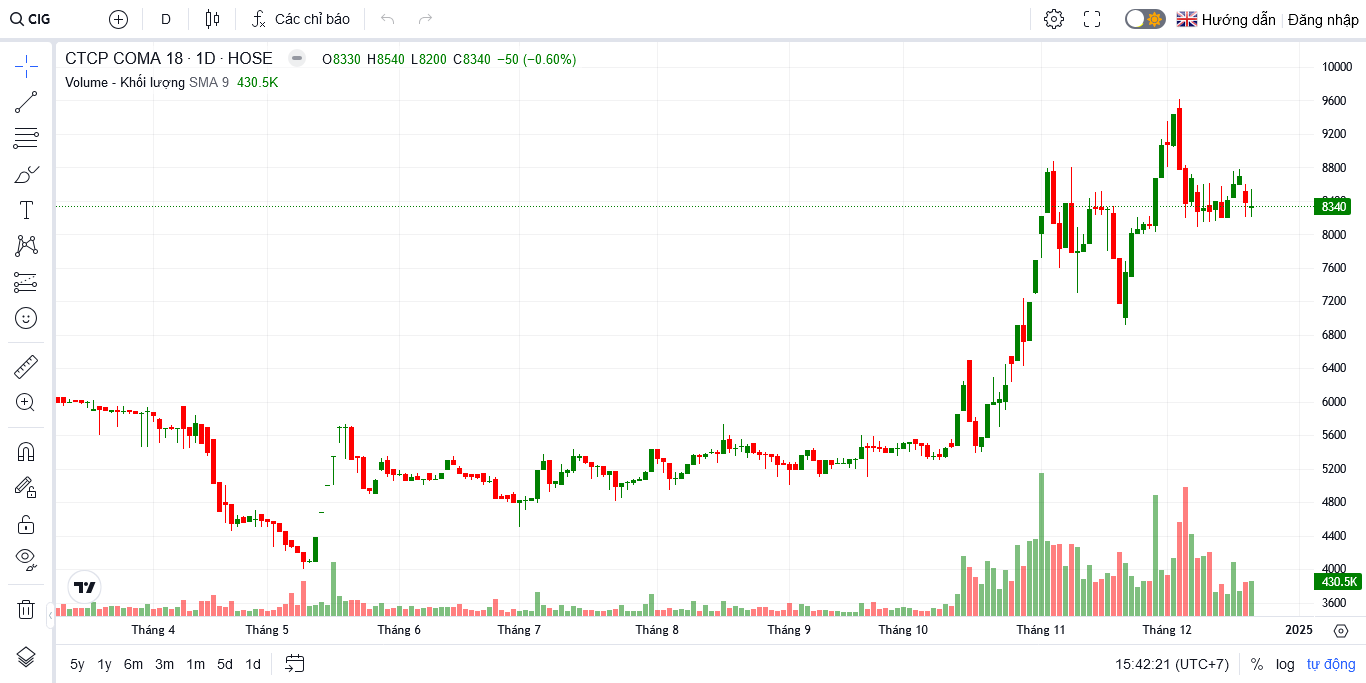 CIG D Các chỉ báo Hướng dẫn Đăng nhập
CTCP COMA 18 · 1D · HOSE O8330 H8540 L8200 C8340 −50 (−0.60%)
Volume - Khối lượng SMA 9 430.5K
10000
9600
9200
8800
8340
8000
7600
7200
6800
6400
6000
5600
5200
4800
4400
4000
430.5K
3600
Tháng 4 Tháng 5 Tháng 6 Tháng 7 Tháng 8 Tháng 9 Tháng 10 Tháng 11 Tháng 12 2025
5y 1y 6m 3m 1m 5d 1d 15:42:21 (UTC+7) % log tự động